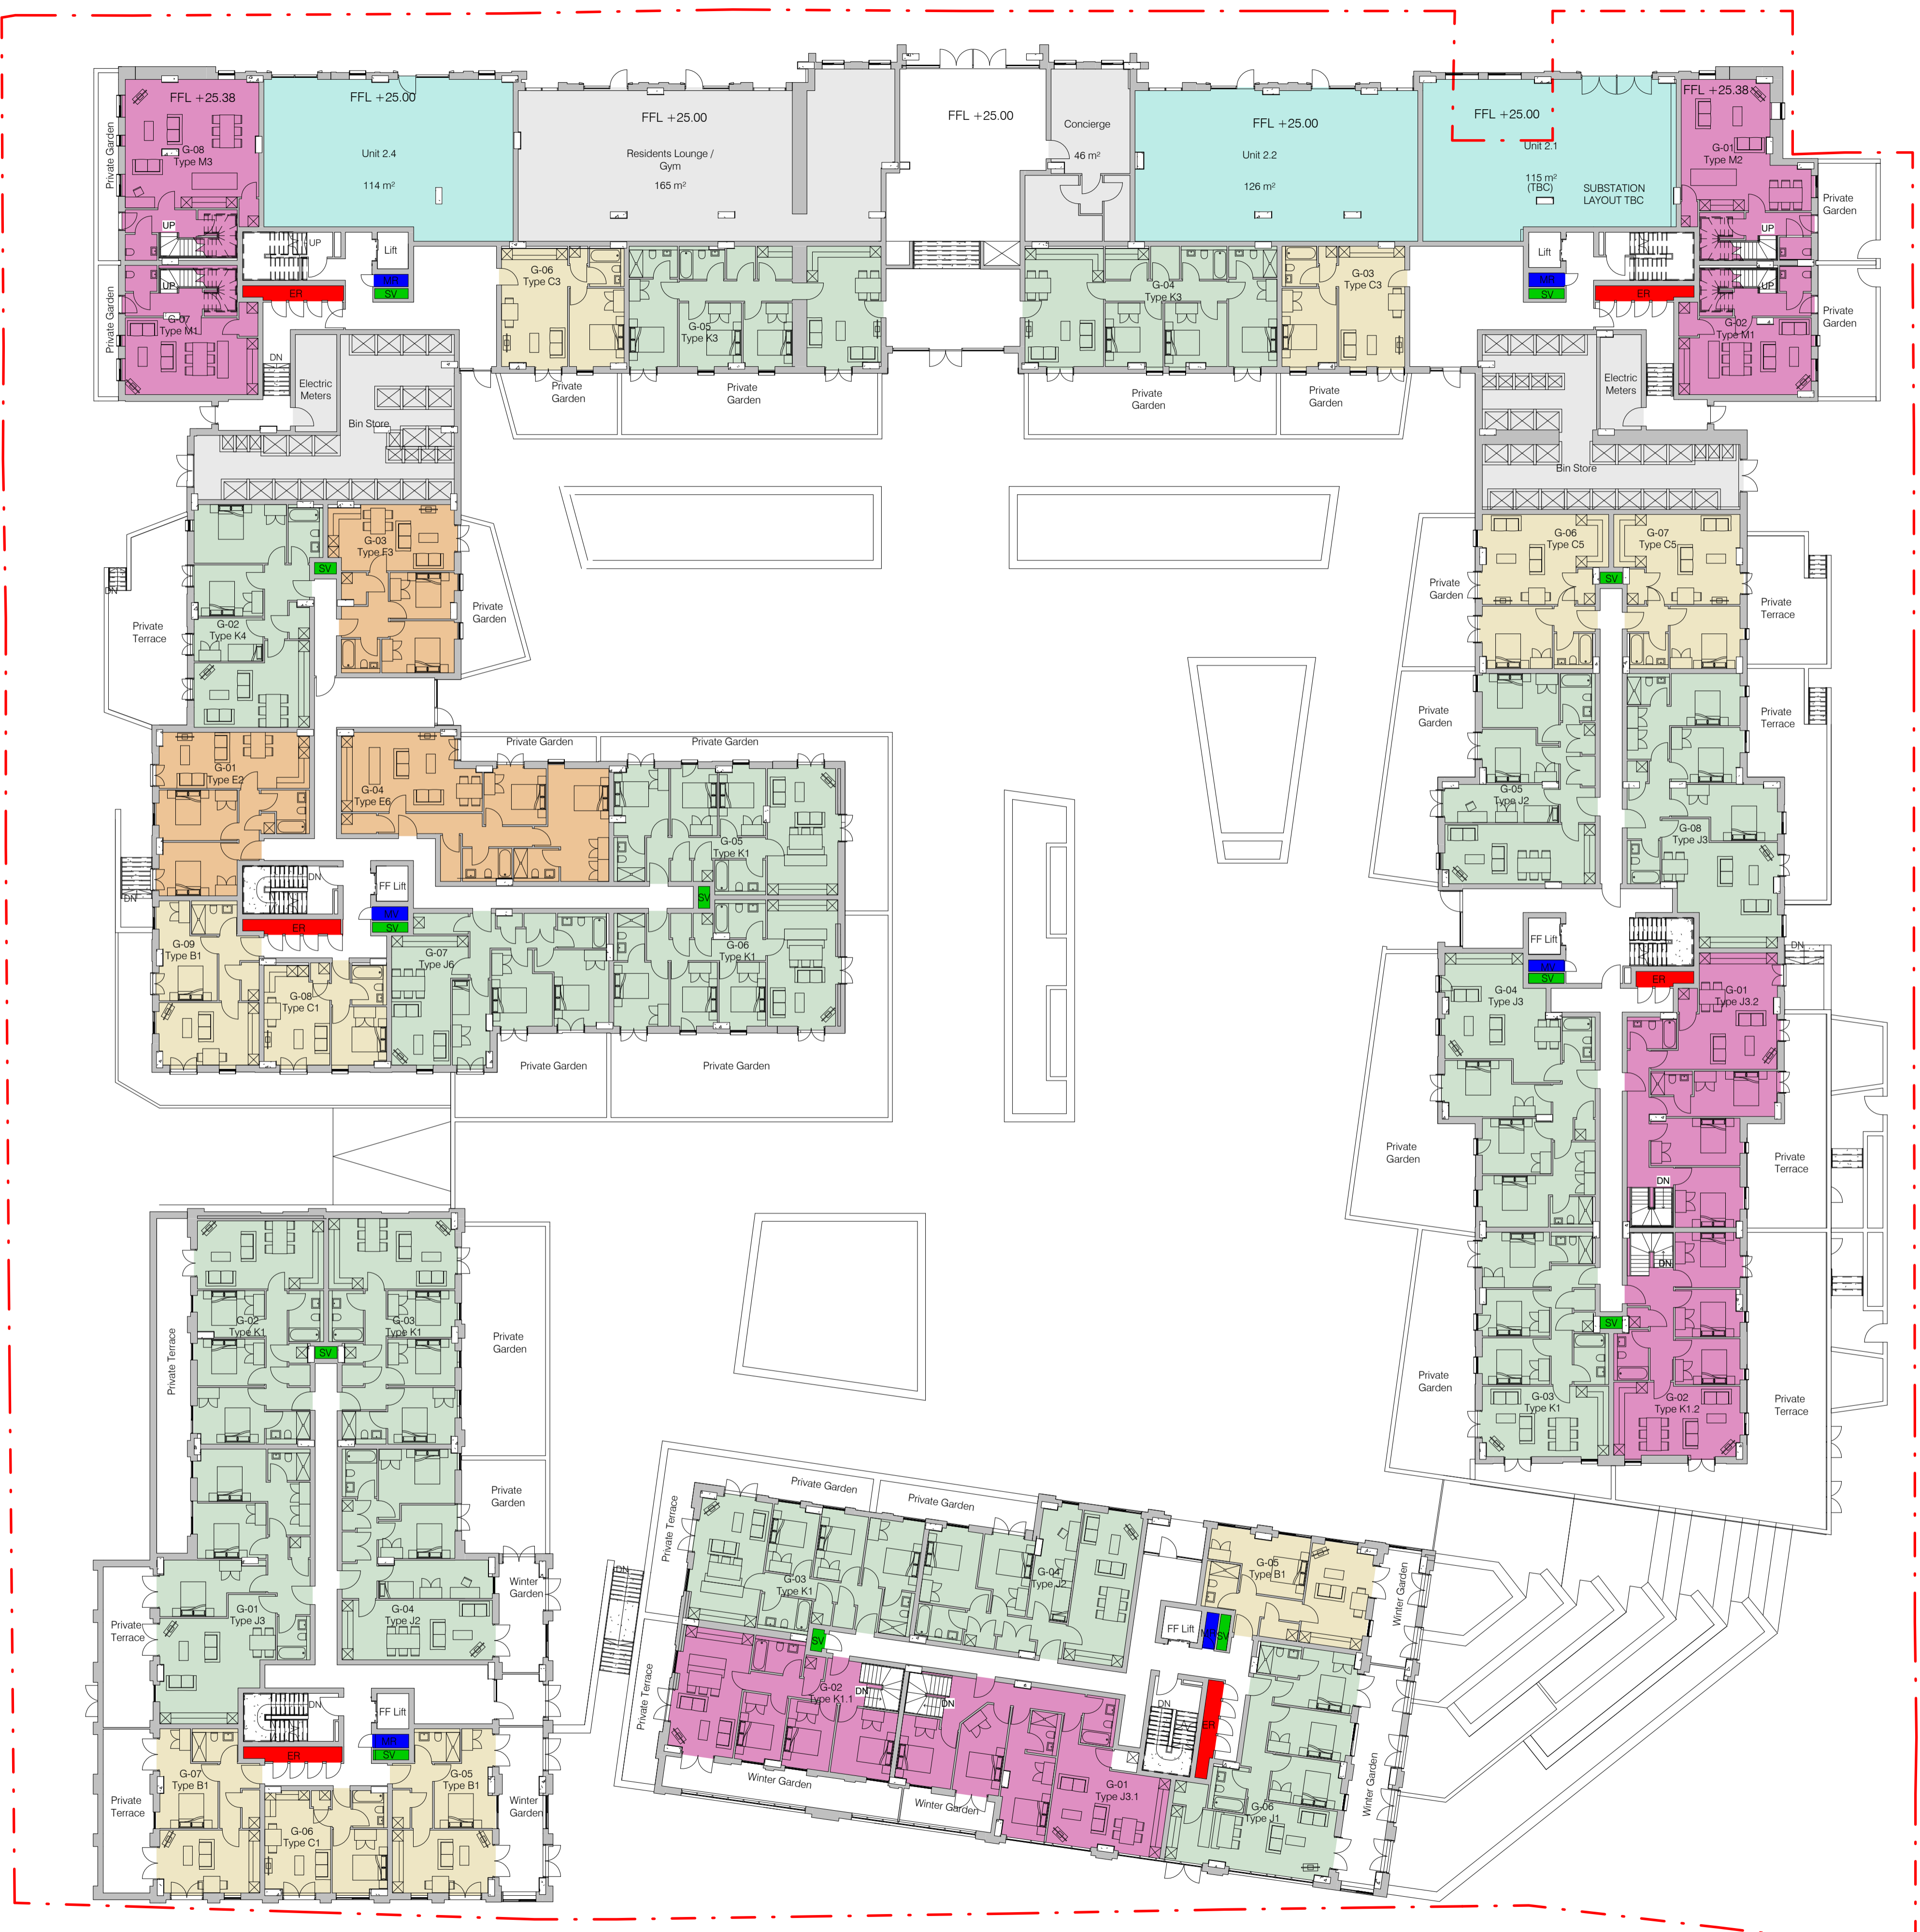 FFL +25.38
G-08
Type M3
Private Garden
UP
FFL +25.00
Unit 2.4
114 m²
FFL +25.00
Residents Lounge /
Gym
165 m²
FFL +25.00
Concierge
46 m²
FFL +25.00
Unit 2.2
126 m²
FFL +25.00
Unit 2.1
115 m²
(TBC)
SUBSTATION
LAYOUT TBC
FFL +25.38
G-01
Type M2
Private
Garden
UP
UP
Lift
MR
SV
ER
UP
G-07
Type M1
Private Garden
DN
Electric
Meters
Bin Store
G-06
Type C3
G-05
Type K3
G-04
Type K3
G-03
Type C3
Private
Garden
Private
Garden
Private
Garden
Private
Garden
Lift
SV
ER
UP
G-02
Type M1
Private
Garden
Electric
Meters
Bin Store
G-03
Type F3
SV
DN
Private
Terrace
G-02
Type K4
Private
Garden
G-06
Type C5
G-07
Type C5
SV
Private
Garden
Private
Terrace
Private
Garden
Private
Terrace
G-01
Type E2
G-04
Type E6
Private Garden
Private Garden
G-05
Type K1
DN
DN
FF Lift
MV
SV
ER
SV
G-09
Type B1
G-08
Type C1
G-07
Type J6
G-06
Type K1
Private Garden
Private Garden
G-05
Type J2
G-08
Type J3
FF Lift
MV
SV
ER
DN
G-04
Type J3
G-01
Type J3.2
Private
Garden
Private
Terrace
DN
DN
SV
Private
Garden
G-03
Type K1
G-02
Type K1.2
Private
Terrace
Private Terrace
G-02
Type K1
G-03
Type K1
SV
Private
Garden
Private
Garden
Private
Terrace
G-01
Type J3
G-04
Type J2
Winter
Garden
DN
FF Lift
MR
SV
ER
Private
Terrace
G-07
Type B1
G-06
Type C1
G-05
Type B1
Winter
Garden
DN
Private Terrace
Private Garden
Private Garden
G-03
Type K1
G-04
Type J2
G-05
Type B1
Winter Garden
FF Lift
SV
SV
Private Terrace
G-02
Type K1.1
DN
DN
DN
ER
Winter Garden
Winter Garden
G-01
Type J3.1
G-06
Type J1
Winter Garden